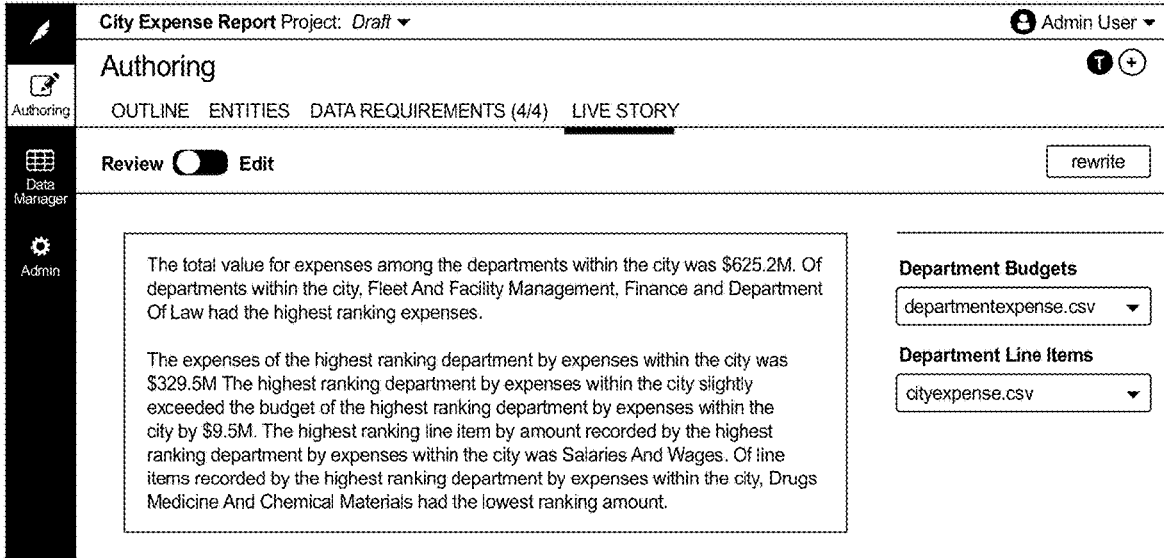 City Expense Report Project: Draft
Admin User
Authoring
T +
Authoring
OUTLINE ENTITIES DATA REQUIREMENTS (4/4) LIVE STORY
Review Edit
rewrite
Data
Manager
Admin
The total value for expenses among the departments within the city was $625.2M. Of
departments within the city, Fleet And Facility Management, Finance and Department
Of Law had the highest ranking expenses.
The expenses of the highest ranking department by expenses within the city was
$329.5M The highest ranking department by expenses within the city slightly
exceeded the budget of the highest ranking department by expenses within the
city by $9.5M. The highest ranking line item by amount recorded by the highest
ranking department by expenses within the city was Salaries And Wages. Of line
items recorded by the highest ranking department by expenses within the city, Drugs
Medicine And Chemical Materials had the lowest ranking amount.
Department Budgets
departmentexpense.csv
Department Line Items
cityexpense.csv